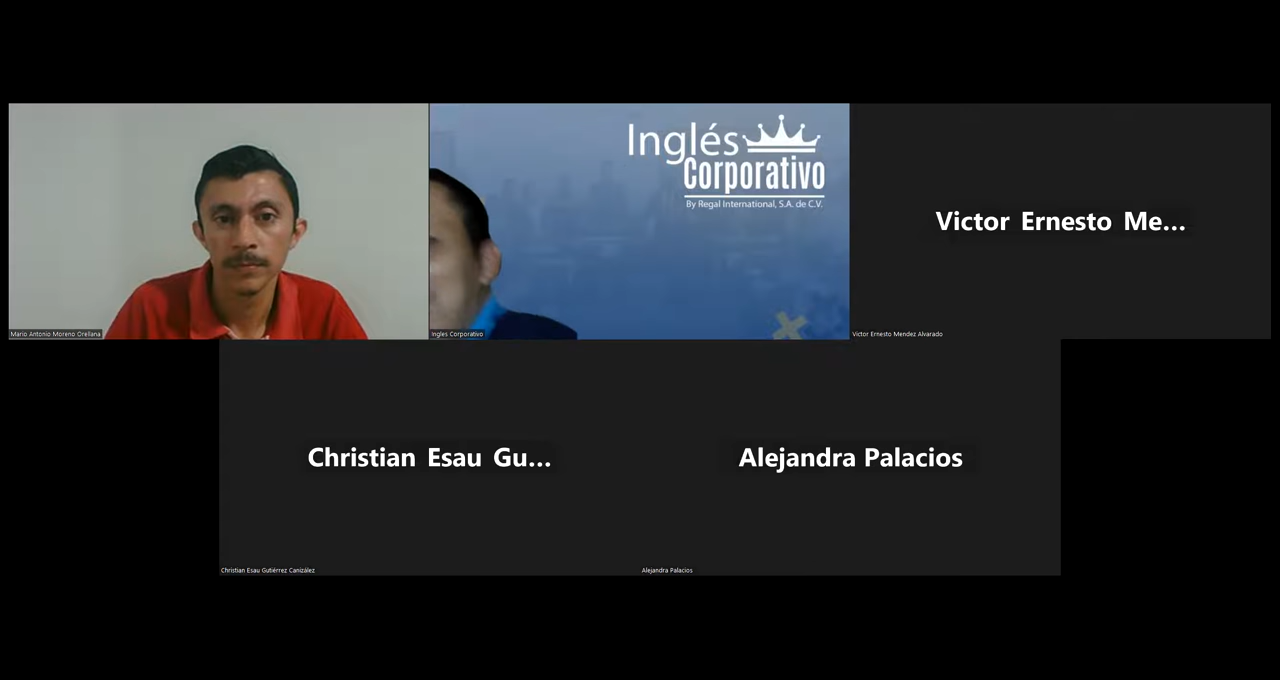 Inglés
Corporativo
By Regal International, S.A. de C.V.
Victor Ernesto Me...
Mario Antonio Moreno Orellana
Ingles Corporativo
Victor Ernesto Mendez Alvarado
Christian Esau Gu...
Alejandra Palacios
Christian Esau Gutiérrez Canizález
Alejandra Palacios